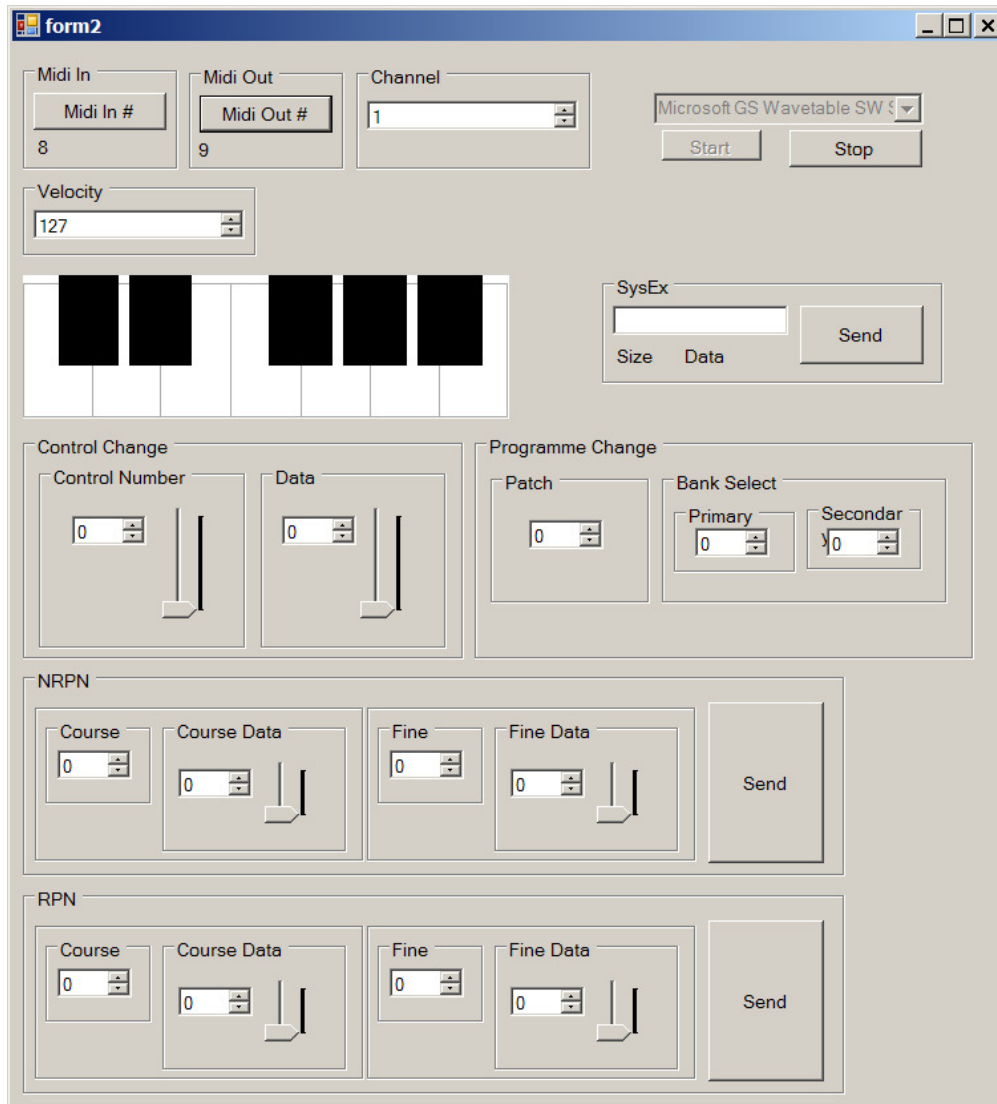 form2
Midi In
Midi Out
Channel
Midi In #
Midi Out #
1
Microsoft GS Wavetable SW S
8
9
Start
Stop
Velocity
127
SysEx
Send
Size
Data
Control Change
Programme Change
Control Number
Data
Patch
Bank Select
Primary
Secondar
y
0
0
0
0
0
NRPN
Course
Course Data
Fine
Fine Data
0
0
0
0
Send
RPN
Course
Course Data
Fine
Fine Data
0
0
0
0
Send